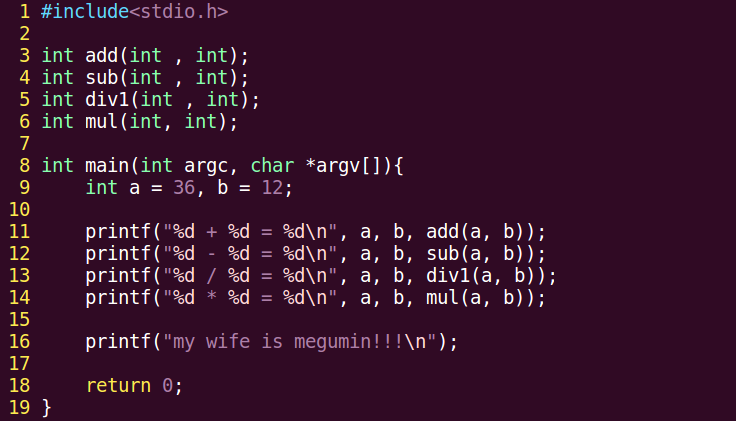 1 #include<stdio.h>
2
3 int add(int , int);
4 int sub(int , int);
5 int div1(int , int);
6 int mul(int, int);
7
8 int main(int argc, char *argv[]){
9     int a = 36, b = 12;
10
11     printf("%d + %d = %d\n", a, b, add(a, b));
12     printf("%d - %d = %d\n", a, b, sub(a, b));
13     printf("%d / %d = %d\n", a, b, div1(a, b));
14     printf("%d * %d = %d\n", a, b, mul(a, b));
15
16     printf("my wife is megumin!!!\n");
17
18     return 0;
19 }